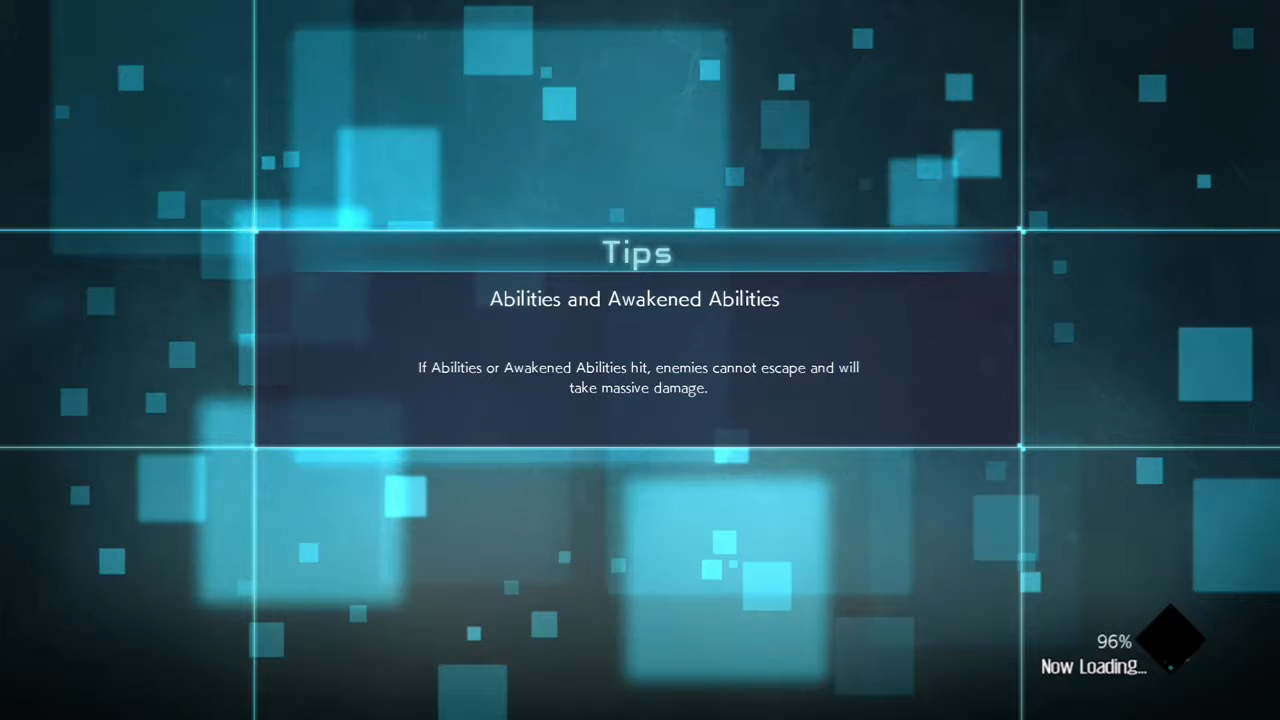 Tips
Abilities and Awakened Abilities
If Abilities or Awakened Abilities hit, enemies cannot escape and will
take massive damage.
96%
Now Loading...